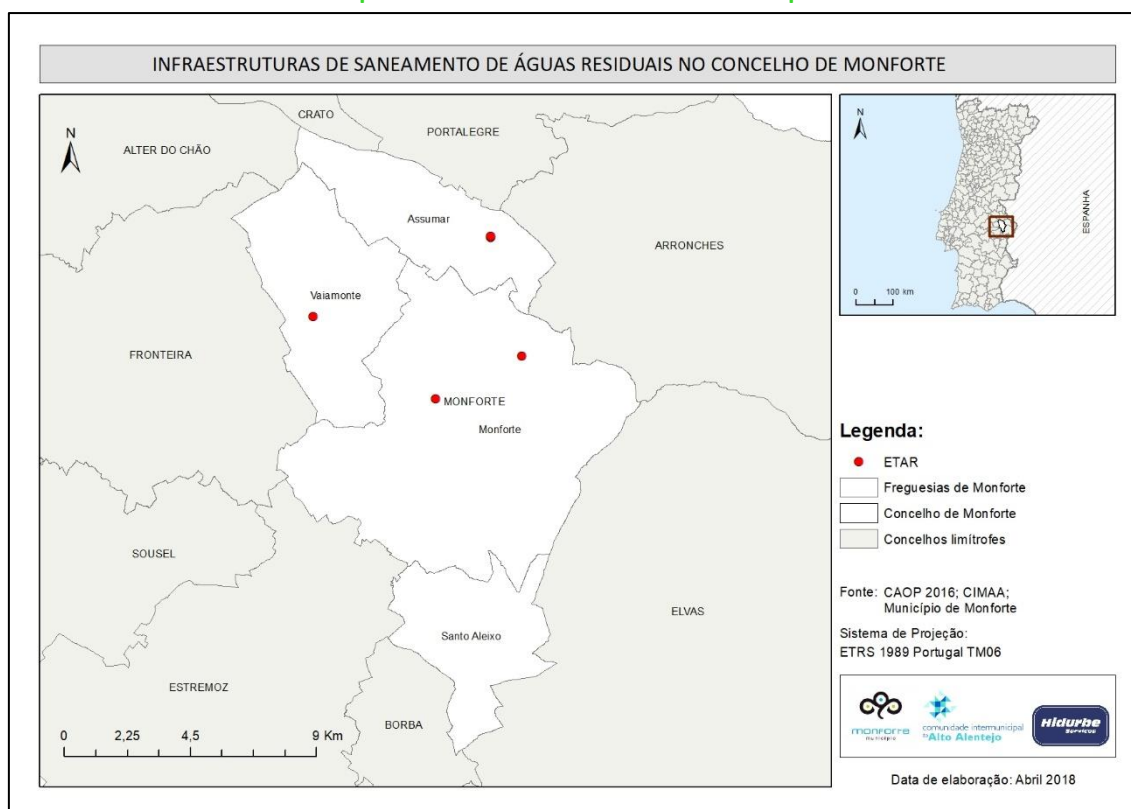 INFRAESTRUTURAS DE SANEAMENTO DE ÁGUAS RESIDUAIS NO CONCELHO DE MONFORTE
N
CRATO
PORTALEGRE
ALTER DO CHÃO
Assumar
ARRONCHES
Vaiamonte
FRONTEIRA
MONFORTE
Monforte
SOUSEL
ELVAS
Santo Aleixo
ESTREMOZ
BORBA
0 2,25 4,5 9 Km
N
ESPANHA
0 100 km
Legenda:
ETAR
Freguesias de Monforte
Concelho de Monforte
Concelhos limítrofes
Fonte: CAOP 2016; CIMAA;
Município de Monforte
Sistema de Projeção:
ETRS 1989 Portugal TM06
monforte
município
comunidade intermunicipal
do Alto Alentejo
Hidurbe
Serviços
Data de elaboração: Abril 2018